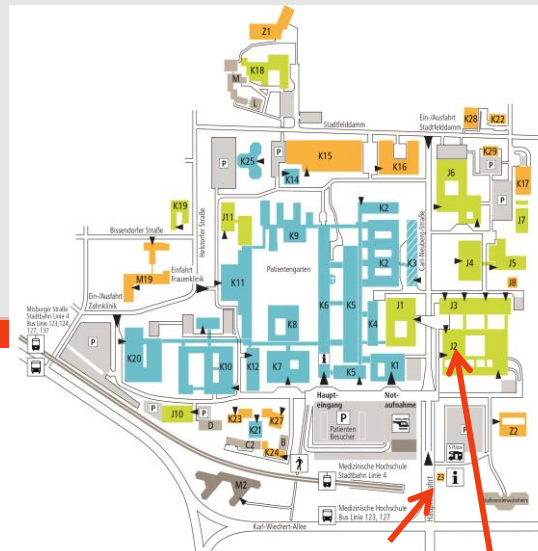 Z1
K18
M
L
Stadtfelddamm
Ein-/Ausfahrt
Stadtfelddamm
K28
K22
P
K25
P
K14
K15
K16
K29
P
J6
P
K17
K19
Helstorfer Straße
J11
K9
K2
J7
Bissendorfer Straße
Patientengarten
K2
K3
Carl-Neuberg-Straße
J4
J5
M19
Einfahrt
Frauenklinik
K11
K6
K5
J8
Ein-/Ausfahrt
Zahnklinik
K8
K4
J1
J3
Misburger Straße
Stadtbahn Linie 4
Bus Linie 123,124,
127, 137
P
K20
K10
K12
K7
i
K5
K1
J2
Haupt-
eingang
Not-
aufnahme
P
J10
P
D
K23
K27
K21
C2
B
K24
P
Patienten
Besucher
P
Z2
M2
Medizinische Hochschule
Stadtbahn Linie 4
Z3
i
Medizinische Hochschule
Bus Linie 123, 127
Karl-Wiechert-Allee